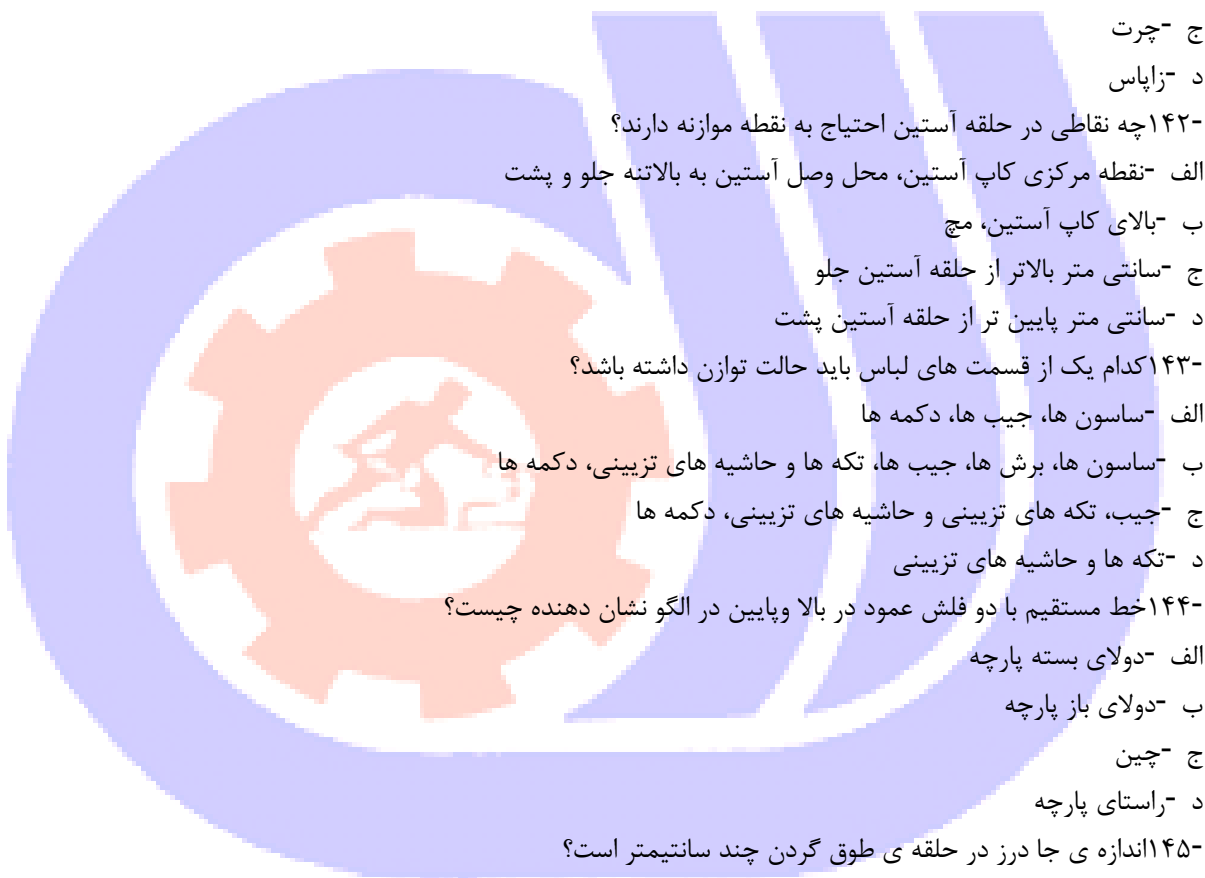 ج -چرت
د -زاپاس
-۱۴۲چه نقاطی در حلقه آستین احتیاج به نقطه موازنه دارند؟
الف -نقطه مرکزی کاپ آستین، محل وصل آستین به بالاتنه جلو و پشت
ب -بالای کاپ آستین، مچ
ج -سانتی متر بالاتر از حلقه آستین جلو
د -سانتی متر پایین تر از حلقه آستین پشت
-۱۴۳کدام یک از قسمت های لباس باید حالت توازن داشته باشد؟
الف -ساسون ها، جیب ها، دکمه ها
ب -ساسون ها، برش ها، جیب ها، تکه ها و حاشیه های تزیینی، دکمه ها
ج -جیب، تکه های تزیینی و حاشیه های تزیینی، دکمه ها
د -تکه ها و حاشیه های تزیینی
-۱۴۴خط مستقیم با دو فلش عمود در بالا وپایین در الگو نشان دهنده چیست؟
الف -دولای بسته پارچه
ب -دولای باز پارچه
ج -چین
د -راستای پارچه
-۱۴۵اندازه ی جا درز در حلقه ی طوق گردن چند سانتیمتر است؟